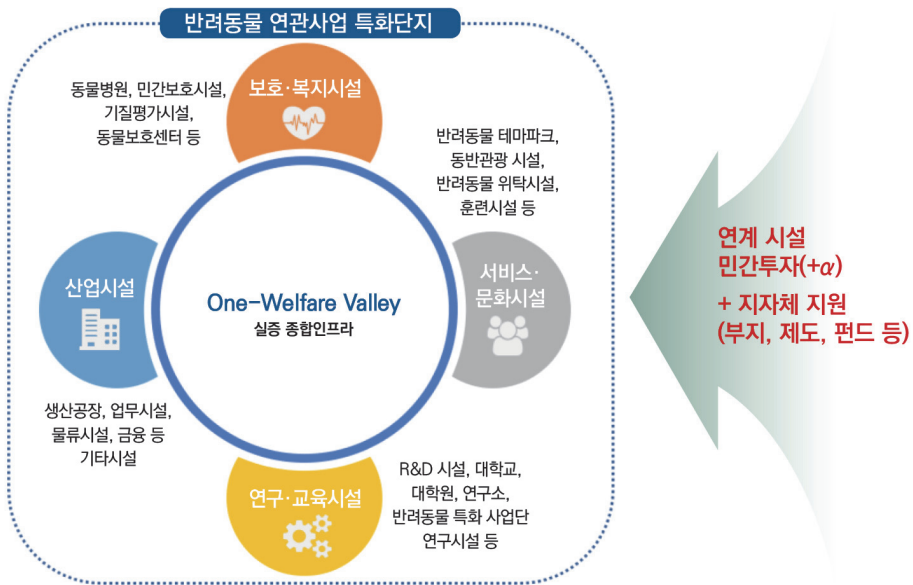 반려동물 연관사업 특화단지
보호·복지시설
동물병원, 민간보호시설,
기질평가시설,
동물보호센터 등
반려동물 테마파크,
동반관광 시설,
반려동물 위탁시설,
훈련시설 등
서비스·
문화시설
산업시설
One-Welfare Valley
실증 종합인프라
생산공장, 업무시설,
물류시설, 금융 등
기타시설
연구·교육시설
R&D 시설, 대학교,
대학원, 연구소,
반려동물 특화 사업단
연구시설 등
연계 시설
민간투자(+α)
+ 지자체 지원
(부지, 제도, 펀드 등)